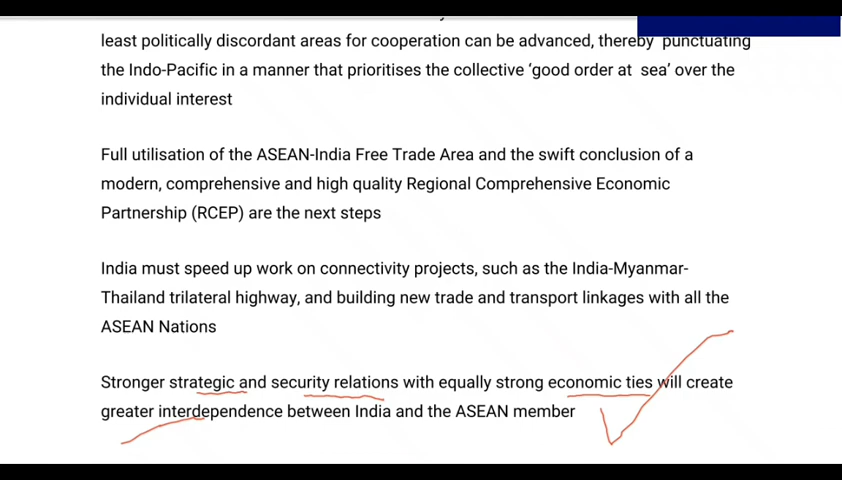 least politically discordant areas for cooperation can be advanced, thereby punctuating
the Indo-Pacific in a manner that prioritises the collective ‘good order at sea’ over the
individual interest
Full utilisation of the ASEAN-India Free Trade Area and the swift conclusion of a
modern, comprehensive and high quality Regional Comprehensive Economic
Partnership (RCEP) are the next steps
India must speed up work on connectivity projects, such as the India-Myanmar-
Thailand trilateral highway, and building new trade and transport linkages with all the
ASEAN Nations
Stronger strategic and security relations with equally strong economic ties will create
greater interdependence between India and the ASEAN member